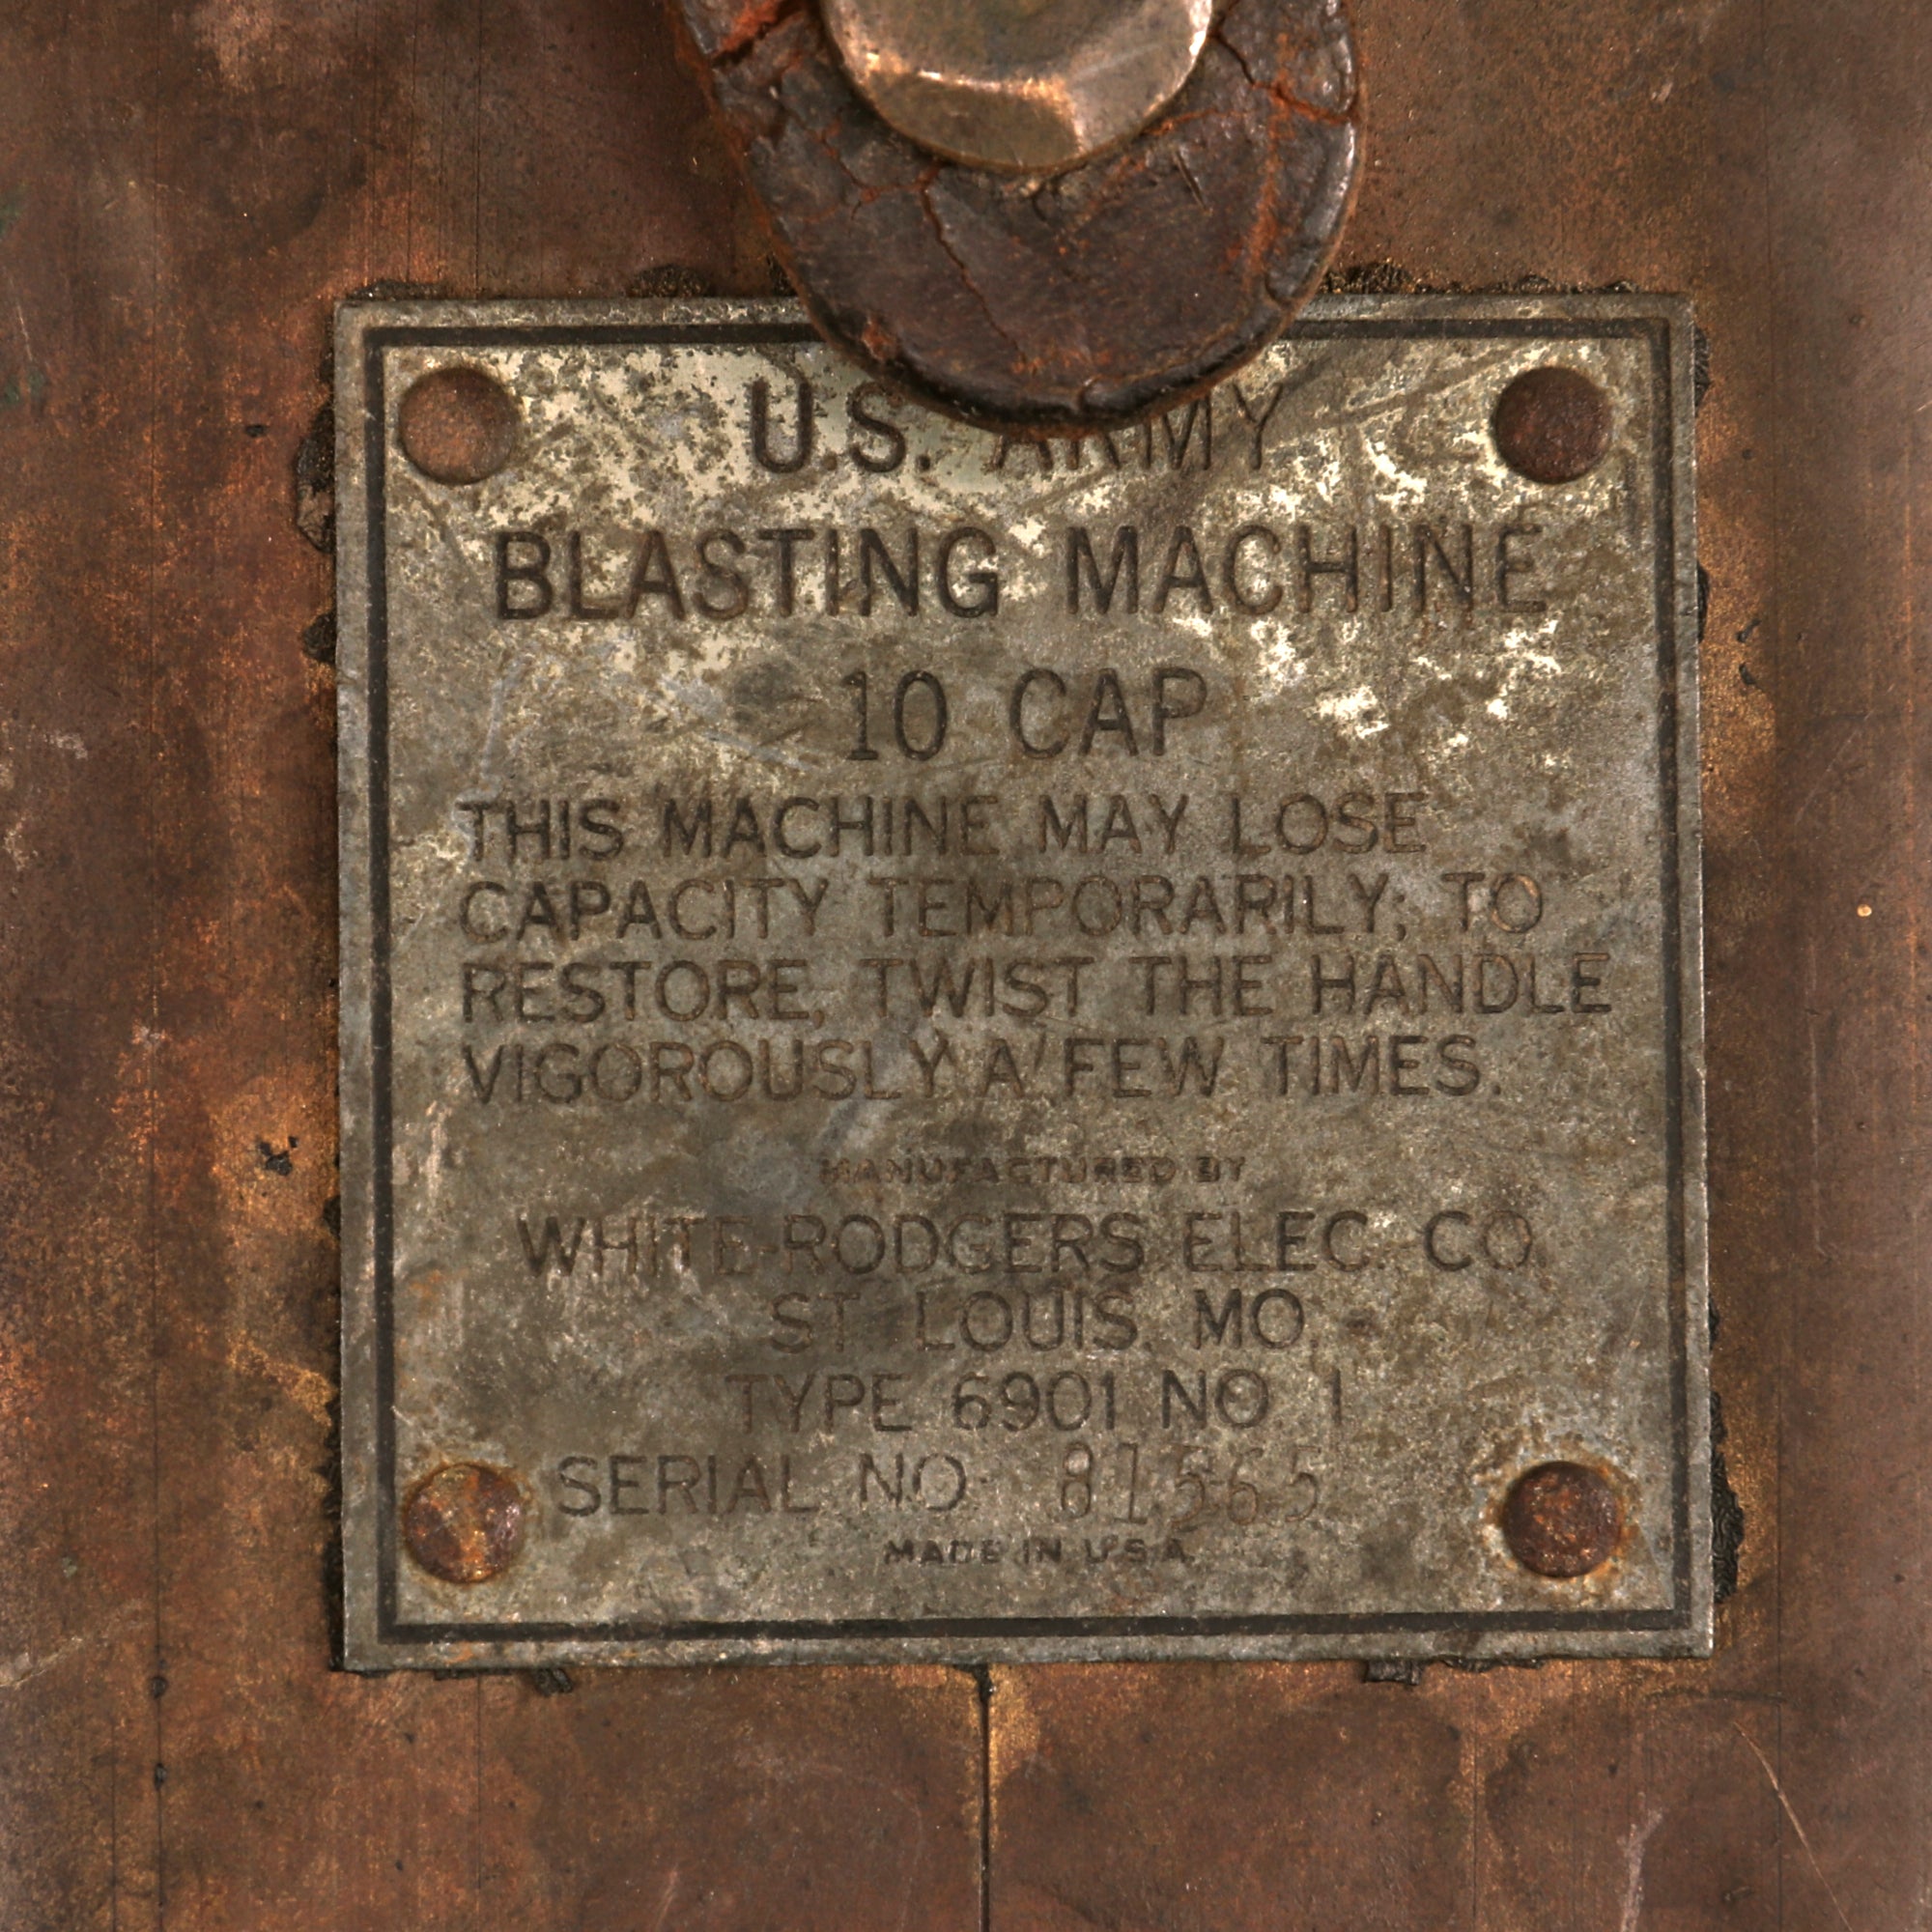 U.S. ARMY
BLASTING MACHINE
10 CAP
THIS MACHINE MAY LOSE
CAPACITY TEMPORARILY; TO
RESTORE, TWIST THE HANDLE
VIGOROUSLY A FEW TIMES.
MANUFACTURED BY
WHITE-RODGERS ELEC. CO.
ST. LOUIS. MO.
TYPE 6901 NO. 1
SERIAL NO. 81565
MADE IN U.S.A.